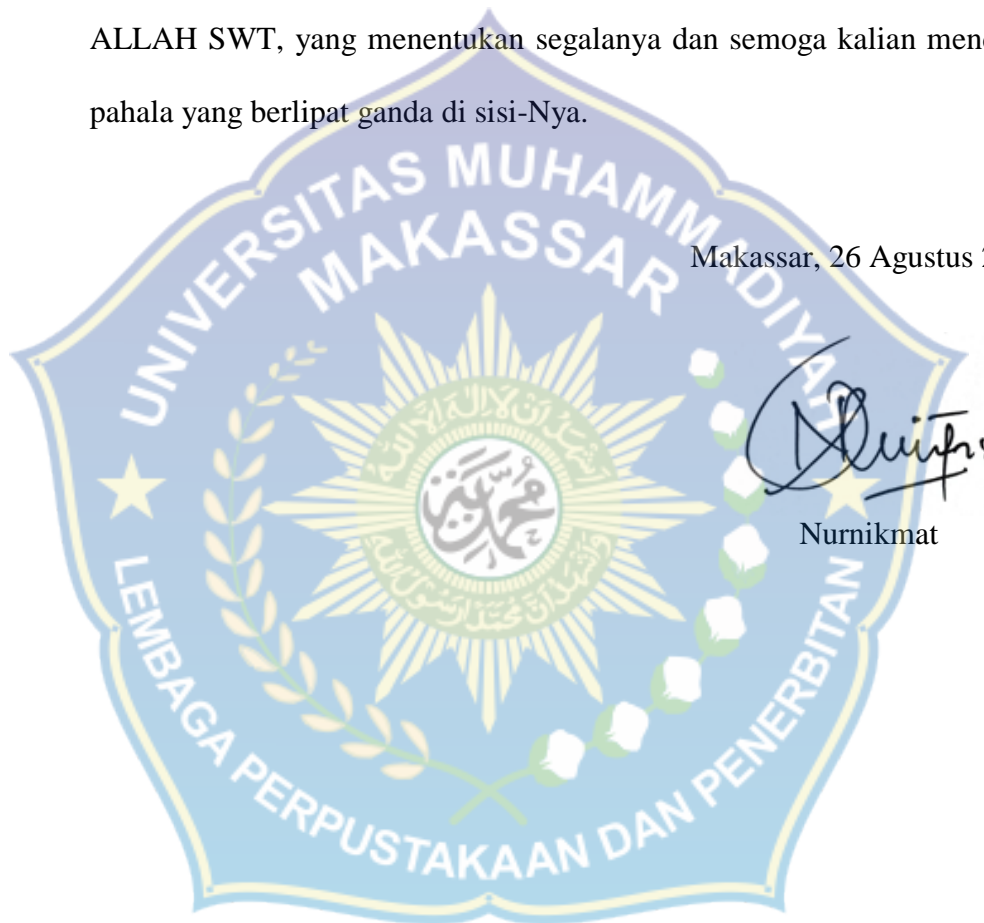 ALLAH SWT, yang menentukan segalanya dan semoga kalian
pahala yang berlipat ganda di sisi-Nya.
UNIVERSITAS MUHAMMADIYAH
MAKASSAR
Makassar, 26 Agustus
Nurnikmat
LEMBAGA PERPUSTAKAAN DAN PENERBITAN